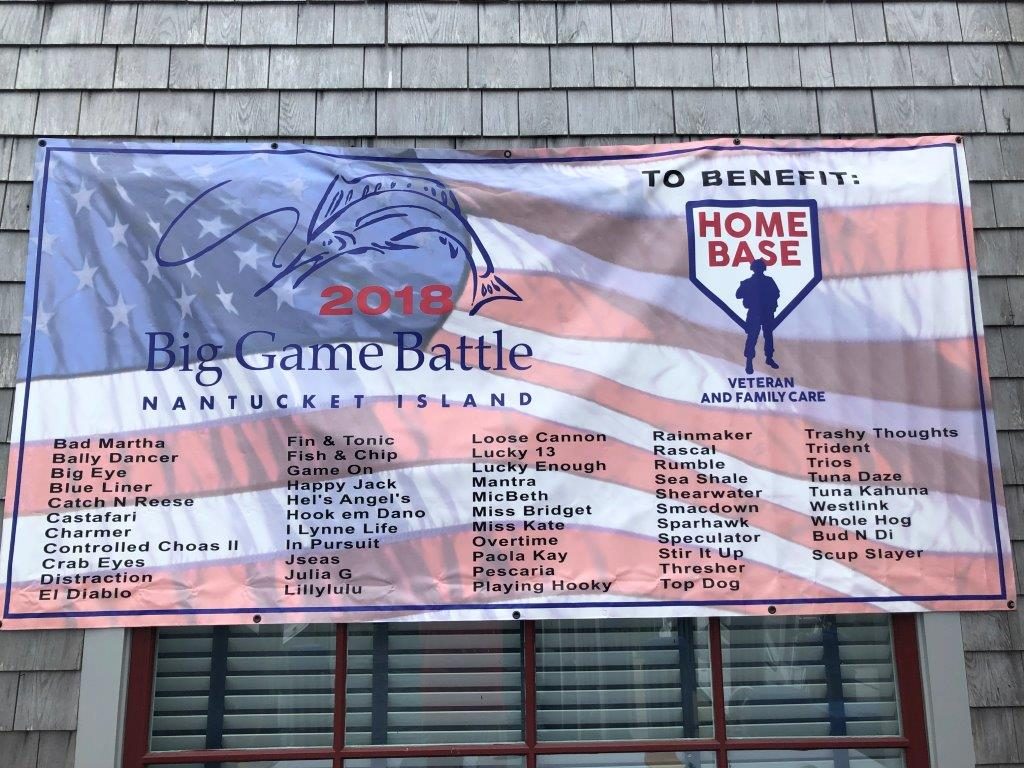 TO BENEFIT:
HOME
BASE
VETERAN
AND FAMILY CARE
2018
Big Game Battle
NANTUCKET ISLAND
Bad Martha
Bally Dancer
Big Eye
Blue Liner
Catch N Reese
Castafari
Charmer
Controlled Choas II
Crab Eyes
Distraction
El Diablo
Fin & Tonic
Fish & Chip
Game On
Happy Jack
Hel's Angel's
Hook em Dano
I Lynne Life
In Pursuit
Jseas
Julia G
Lillylulu
Loose Cannon
Lucky 13
Lucky Enough
Mantra
MicBeth
Miss Bridget
Miss Kate
Overtime
Paola Kay
Pescaria
Playing Hooky
Rainmaker
Rascal
Rumble
Sea Shale
Shearwater
Smacdown
Sparhawk
Speculator
Stir It Up
Thresher
Top Dog
Trashy Thoughts
Trident
Trios
Tuna Daze
Tuna Kahuna
Westlink
Whole Hog
Bud N Di
Scup Slayer